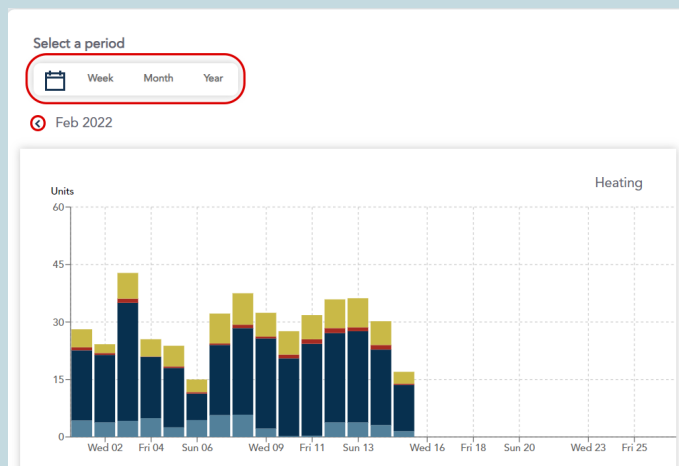 Select a period
Week Month Year
Feb 2022
Heating
Units
60
45
30
15
0
Wed 02 Fri 04 Sun 06 Wed 09 Fri 11 Sun 13 Wed 16 Fri 18 Sun 20 Wed 23 Fri 25